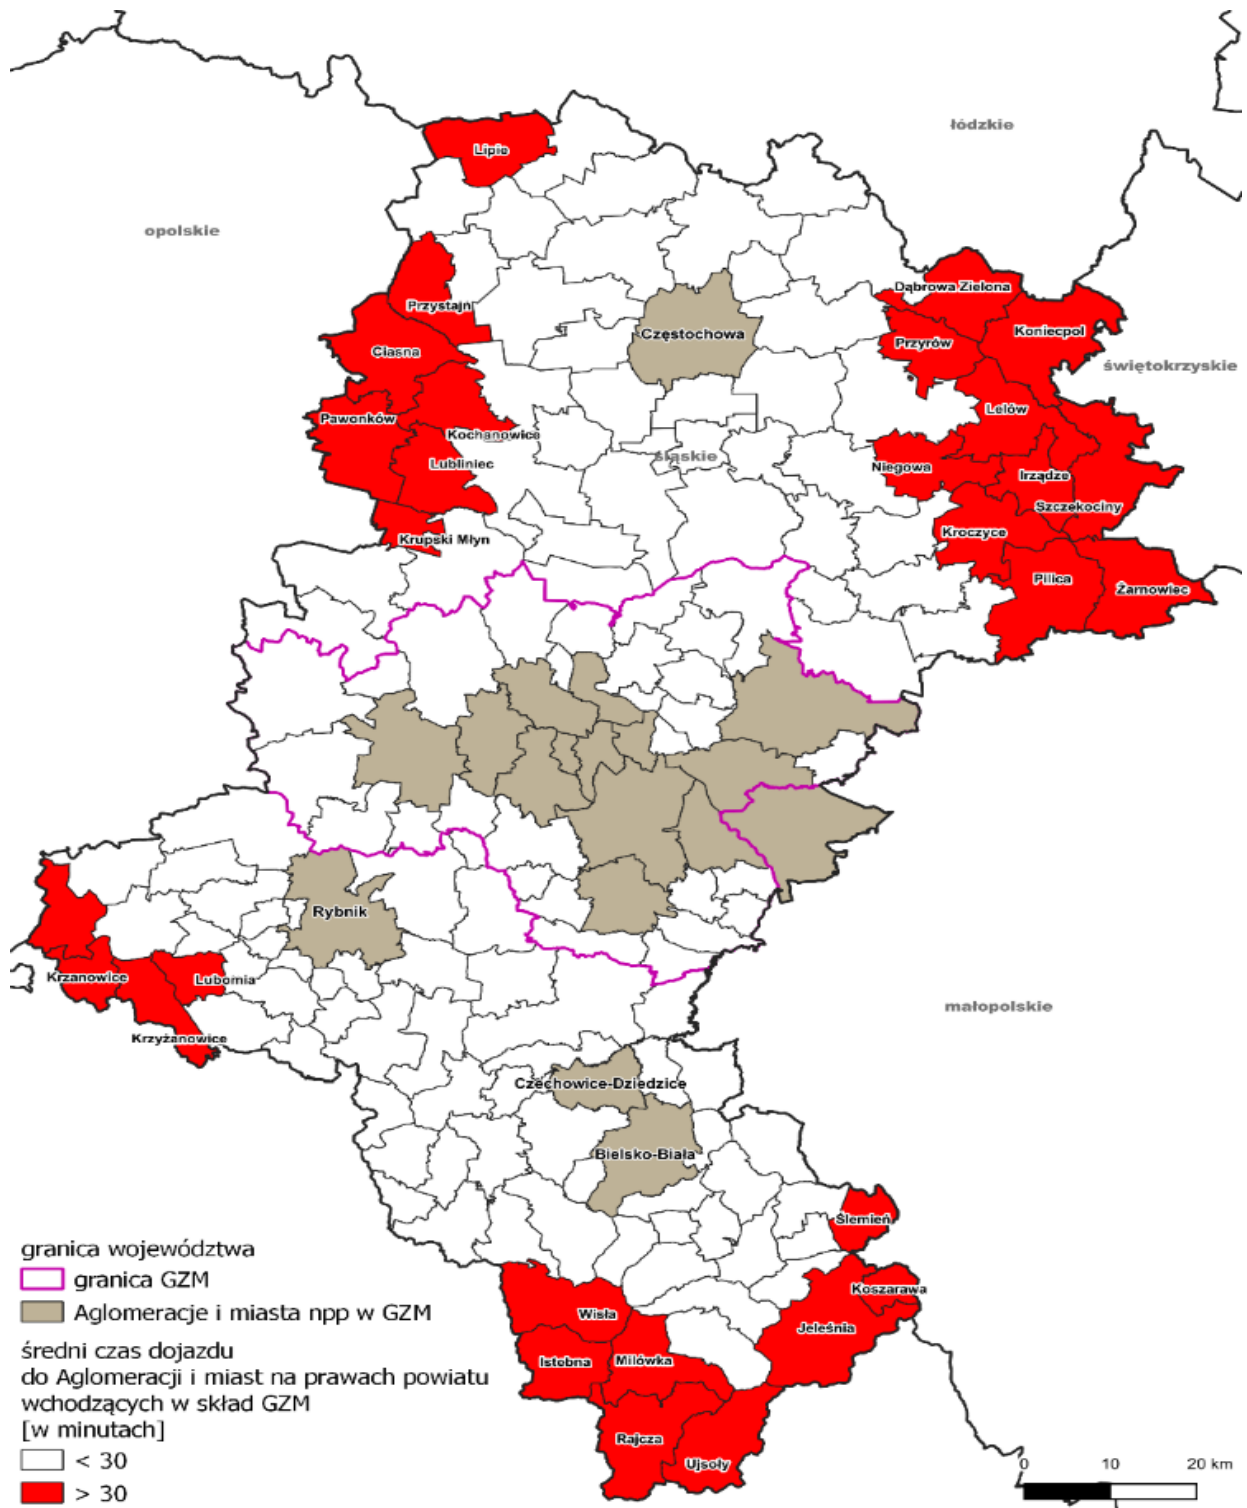 łódzkie
Lipie
opolskie
Dąbrowa Zielona
Przystajń
Koniecpol
Częstochowa
Przyrów
Ciasna
świętokrzyskie
Lelów
Pawonków
Kochanowice
śląskie
Lubliniec
Niegowa
Irządze
Szczekociny
Krupski Młyn
Kroczyce
Pilica
Żarnowiec
Rybnik
Krzanowice
Lubomia
małopolskie
Krzyżanowice
Czechowice-Dziedzice
Bielsko-Biała
Ślemień
Koszarawa
Wisła
Jeleśnia
Istebna
Milówka
Rajcza
Ujsoły
granica województwa
granica GZM
Aglomeracje i miasta npp w GZM
średni czas dojazdu
do Aglomeracji i miast na prawach powiatu
wchodzących w skład GZM
[w minutach]
< 30
> 30
0 10 20 km